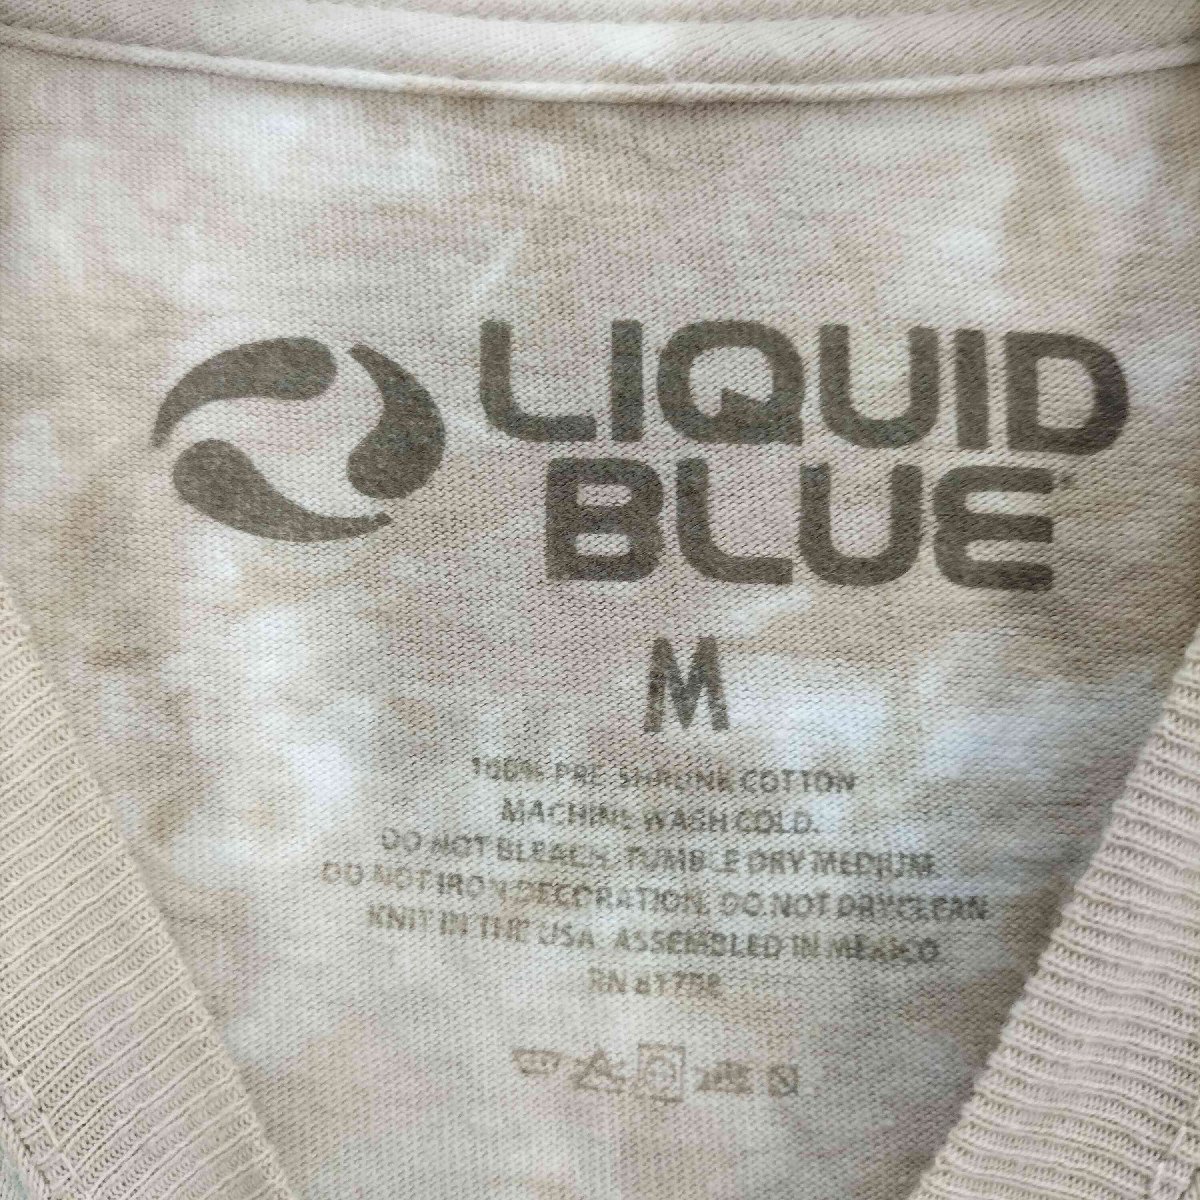 LIQUID
BLUE
M
100% PRE-SHRUNK COTTON
MACHINE WASH COLD.
DO NOT BLEACH. TUMBLE DRY MEDIUM.
DO NOT IRON DECORATION. DO NOT DRYCLEAN
KNIT IN THE USA. ASSEMBLED IN MEXICO.
RN